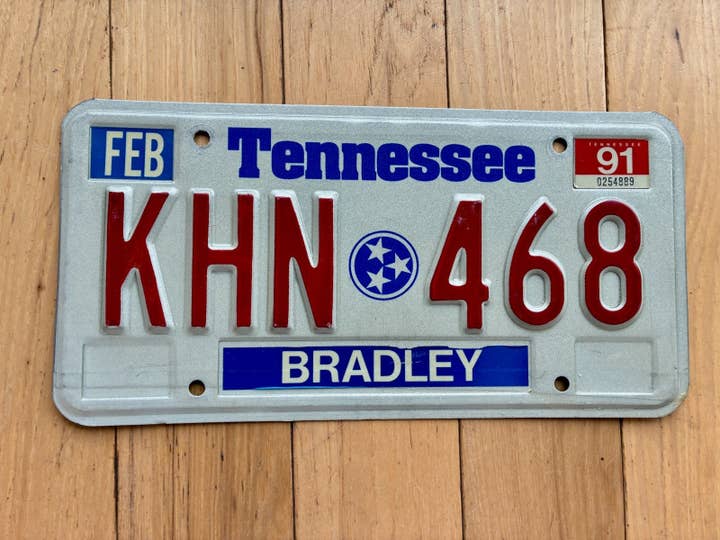 FEB Tennessee TENNESSEE 91
0254889
KHN 468
BRADLEY